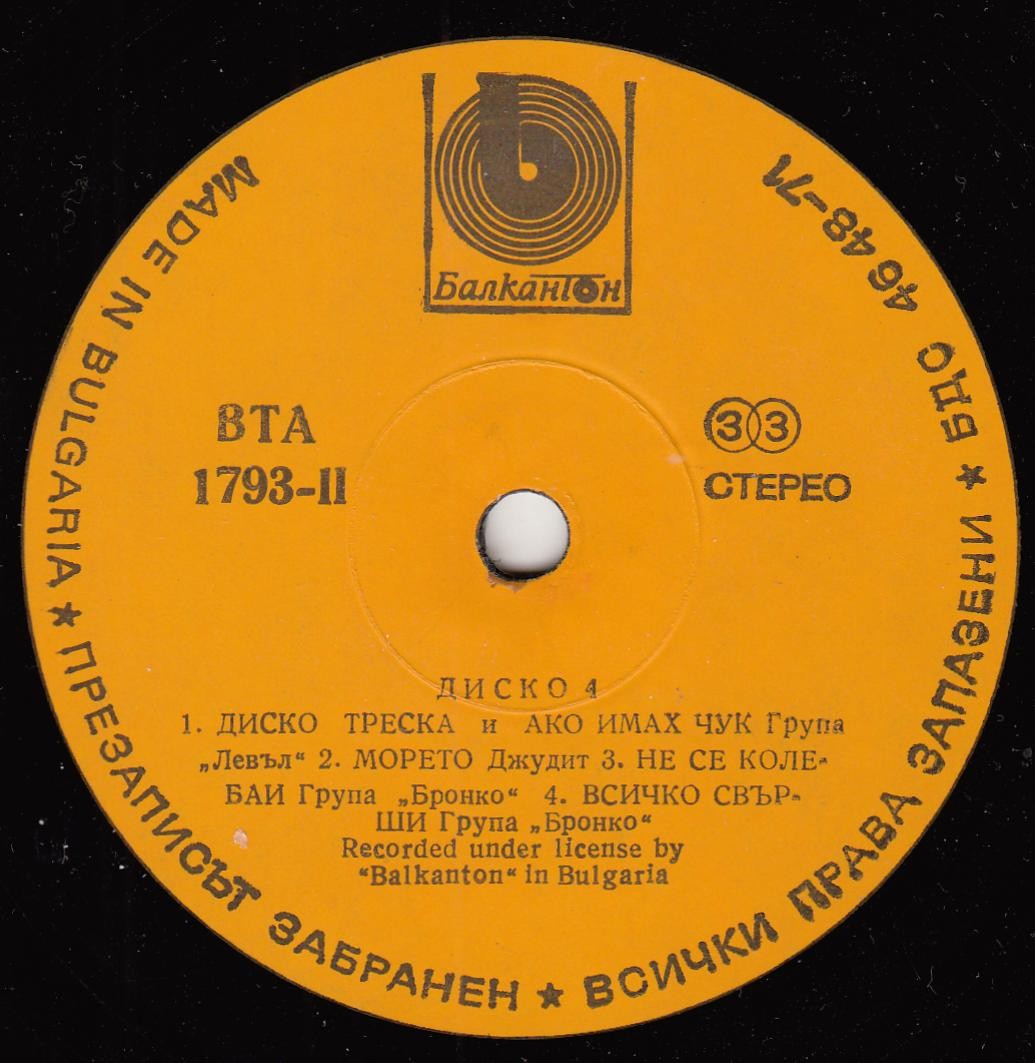 Балкантон
ВТА
1793-II
33
СТЕРЕО
ДИСКО 4
1. ДИСКО ТРЕСКА и АКО ИМАХ ЧУК Група
„Левъл“ 2. МОРЕТО Джудит 3. НЕ СЕ КОЛЕ-
БАИ Група „Бронко“ 4. ВСИЧКО СВЪР-
ШИ Група „Бронко“
Recorded under license by
“Balkanton“ in Bulgaria
MADE IN BULGARIA ★ ПРЕЗАПИСЪТ ЗАБРАНЕН ★ ВСИЧКИ ПРАВА ЗАПАЗЕНИ ★ БДС 4648-71